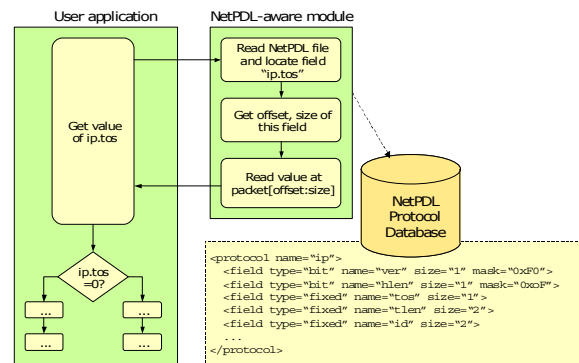 User application
NetPDL-aware module
Get value
of ip.tos
ip.tos
=0?
...
...
...
...
Read NetPDL file
and locate field
“ip.tos”
Get offset, size of
this field
Read value at
packet[offset:size]
NetPDL
Protocol
Database
<protocol name=“ip”>
<field type=“bit” name=“ver” size=“1” mask=“0xF0”>
<field type=“bit” name=“hlen” size=“1” mask=“0xoF”>
<field type=“fixed” name=“tos” size=“1”>
<field type=“fixed” name=“tlen” size=“2”>
<field type=“fixed” name=“id” size=“2”>
...
</protocol>